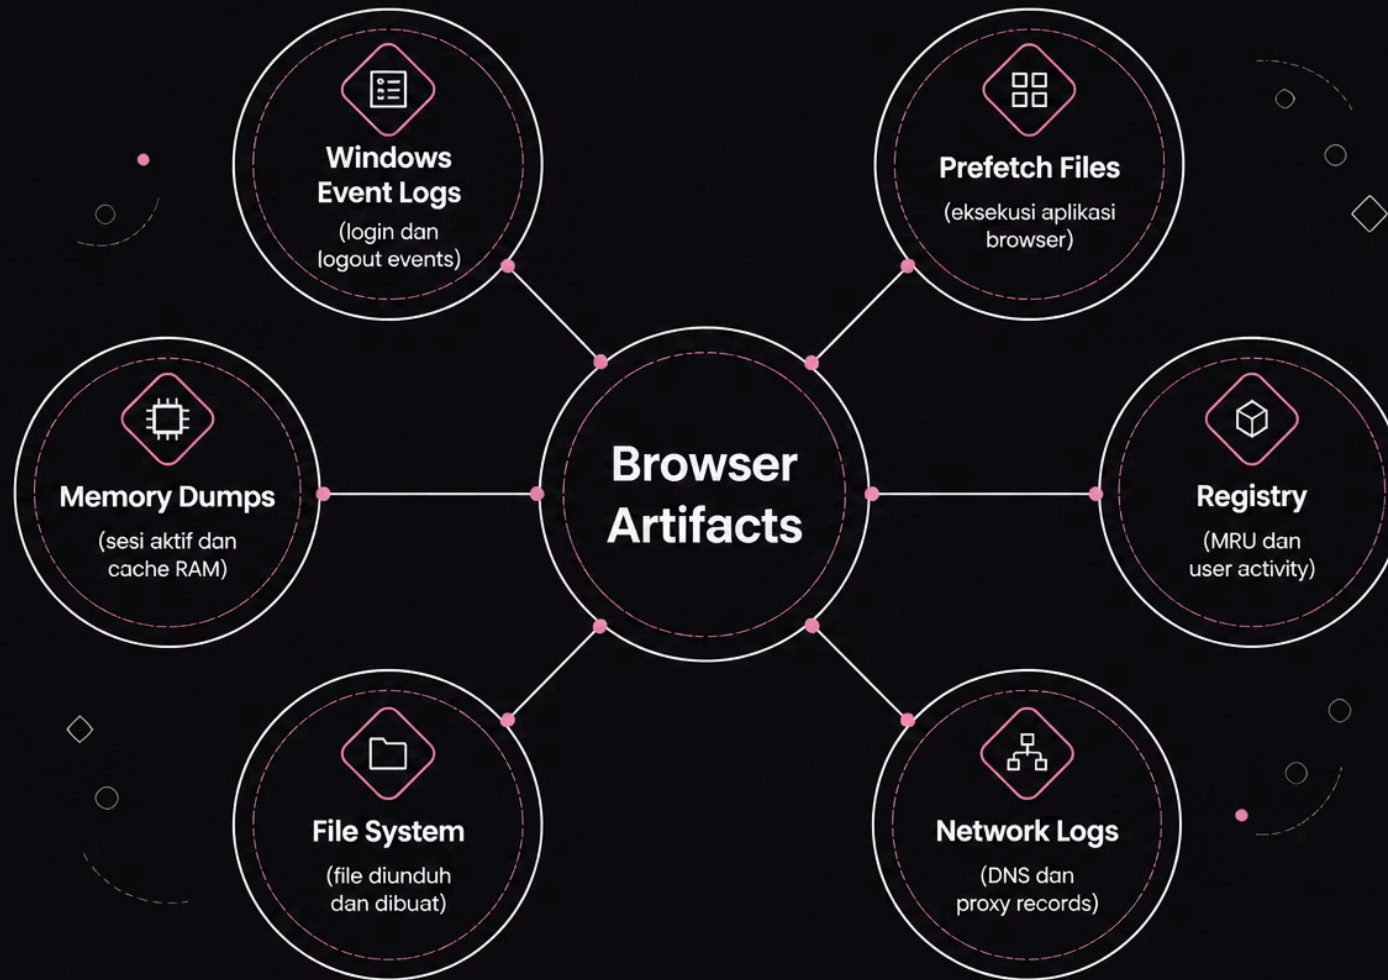 Windows
Event Logs
(login dan
logout events)
Prefetch Files
(eksekusi aplikasi
browser)
Memory Dumps
(sesi aktif dan
cache RAM)
Browser
Artifacts
Registry
(MRU dan
user activity)
File System
(file diunduh
dan dibuat)
Network Logs
(DNS dan
proxy records)